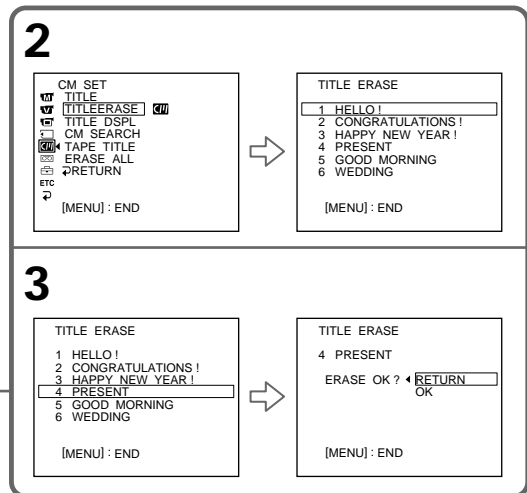 2
CM SET
TITLE
TITLEERASE
TITLE DSPL
CM SEARCH
TAPE TITLE
ERASE ALL
RETURN
ETC
[MENU] : END
TITLE ERASE
1 HELLO !
2 CONGRATULATIONS !
3 HAPPY NEW YEAR !
4 PRESENT
5 GOOD MORNING
6 WEDDING
[MENU] : END
3
TITLE ERASE
1 HELLO !
2 CONGRATULATIONS !
3 HAPPY NEW YEAR !
4 PRESENT
5 GOOD MORNING
6 WEDDING
[MENU] : END
TITLE ERASE
4 PRESENT
ERASE OK ? RETURN
OK
[MENU] : END